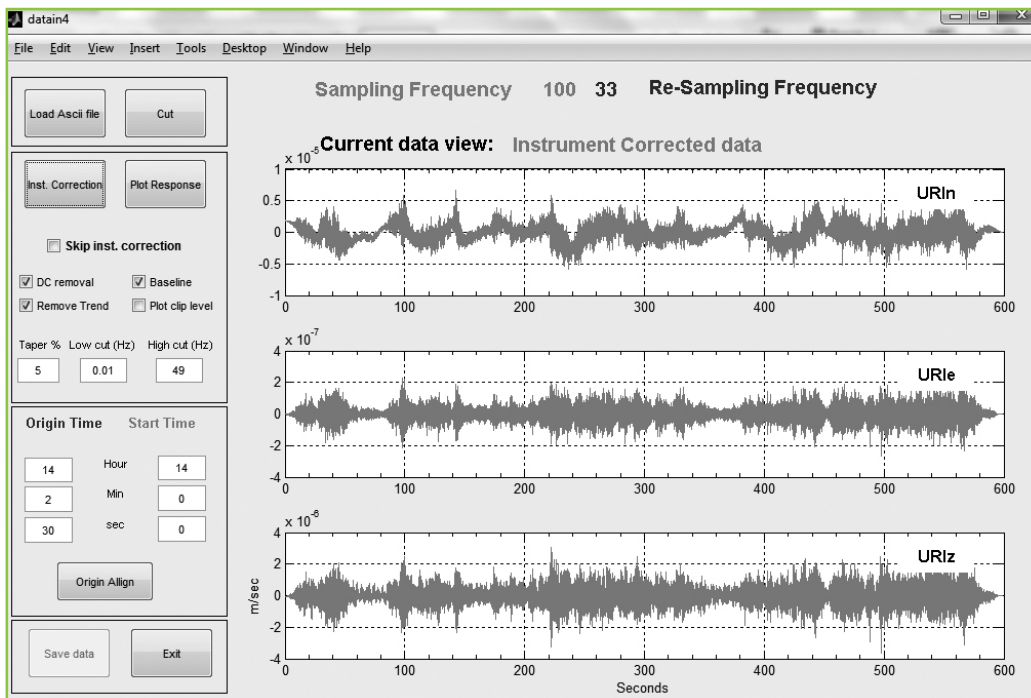 datain4
File Edit View Insert Tools Desktop Window Help
Load Ascii file Cut
Inst. Correction Plot Response
Skip inst. correction
DC removal Baseline
Remove Trend Plot clip level
Taper % Low cut (Hz) High cut (Hz)
5 0.01 49
Origin Time Start Time
14 Hour 14
2 Min 0
30 sec 0
Origin Allign
Save data Exit
Sampling Frequency 100 33 Re-Sampling Frequency
Current data view: Instrument Corrected data
x 10^-5
1
0.5
0
-0.5
-1
URIn
0 100 200 300 400 500 600
x 10^-7
4
2
0
-2
-4
URIe
0 100 200 300 400 500 600
x 10^-6
4
2
0
-2
-4
URIz
m/sec
0 100 200 300 400 500 600
Seconds